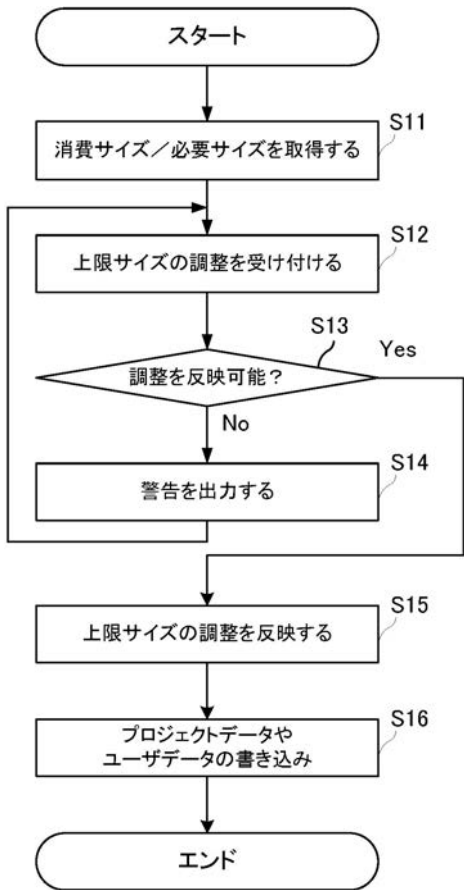 スタート
S11
消費サイズ／必要サイズを取得する
S12
上限サイズの調整を受け付ける
S13
Yes
調整を反映可能？
No
S14
警告を出力する
S15
上限サイズの調整を反映する
S16
プロジェクトデータや
ユーザデータの書き込み
エンド